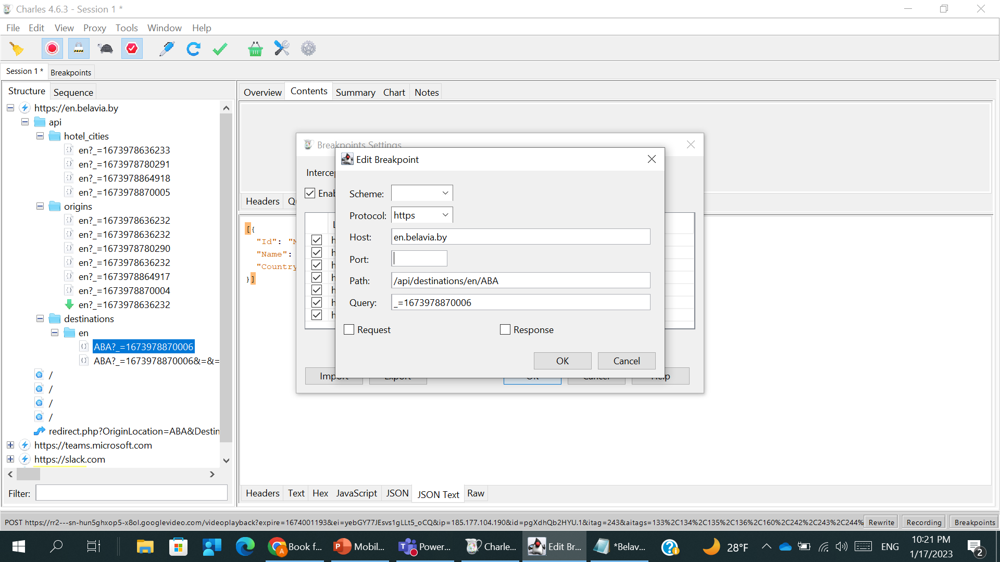 Charles 4.6.3 - Session 1 *
File Edit View Proxy Tools Window Help
Session 1 * Breakpoints
Structure Sequence
https://en.belavia.by
api
hotel_cities
en?_=1673978636233
en?_=1673978780291
en?_=1673978864918
en?_=1673978870005
origins
en?_=1673978636232
en?_=1673978636232
en?_=1673978780290
en?_=1673978636232
en?_=1673978864917
en?_=1673978870004
en?_=1673978636232
destinations
en
ABA?_=1673978870006
ABA?_=1673978870006&=&=
/
/
/
/
redirect.php?OriginLocation=ABA&Destin
https://teams.microsoft.com
https://slack.com
Filter:
Overview Contents Summary Chart Notes
Headers
[{
"Id": "M
"Name":
"Country
}]
Breakpoints Settings
Edit Breakpoint
Scheme:
Protocol: https
Host: en.belavia.by
Port:
Path: /api/destinations/en/ABA
Query: _=1673978870006
Request Response
OK Cancel
Import Export OK Cancel Help
Headers Text Hex JavaScript JSON JSON Text Raw
POST https://rr2---sn-hun5ghxop5-x8ol.googlevideo.com/videoplayback?expire=1674001193&ei=yebGY77JEsvs1gLLt5_oCQ&ip=185.177.104.190&id=pgXdhQb2HYU.1&itag=243&aitags=133%2C134%2C135%2C136%2C160%2C242%2C243%2C244% Rewrite Recording Breakpoints
Book f... Mobil... Power... Charle... Edit Br... *Belav... 28°F ENG 10:21 PM
1/17/2023
2